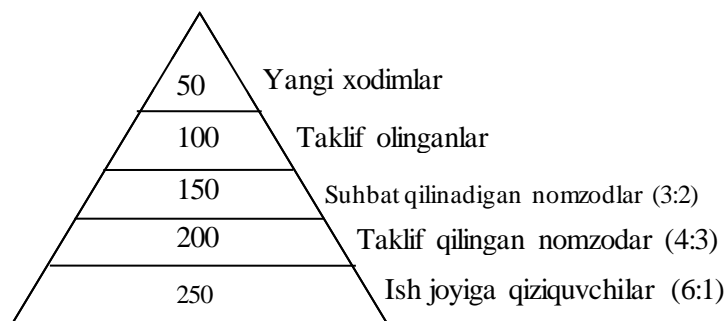 50 Yangi xodimlar
100 Taklif olinganlar
150 Suhbat qilinadigan nomzodlar (3:2)
200 Taklif qilingan nomzodar (4:3)
250 Ish joyiga qiziquvchilar (6:1)